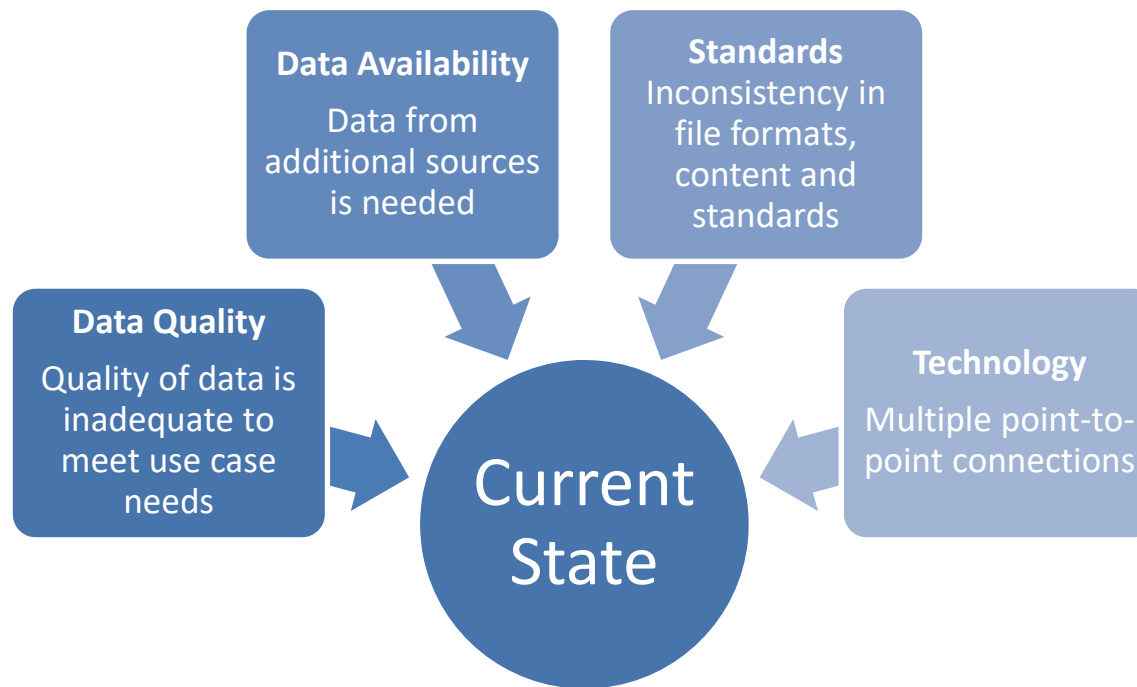 Data Availability
Data from
additional sources
is needed
Standards
Inconsistency in
file formats,
content and
standards
Data Quality
Quality of data is
inadequate to
meet use case
needs
Technology
Multiple point-to-
point connections
Current
State